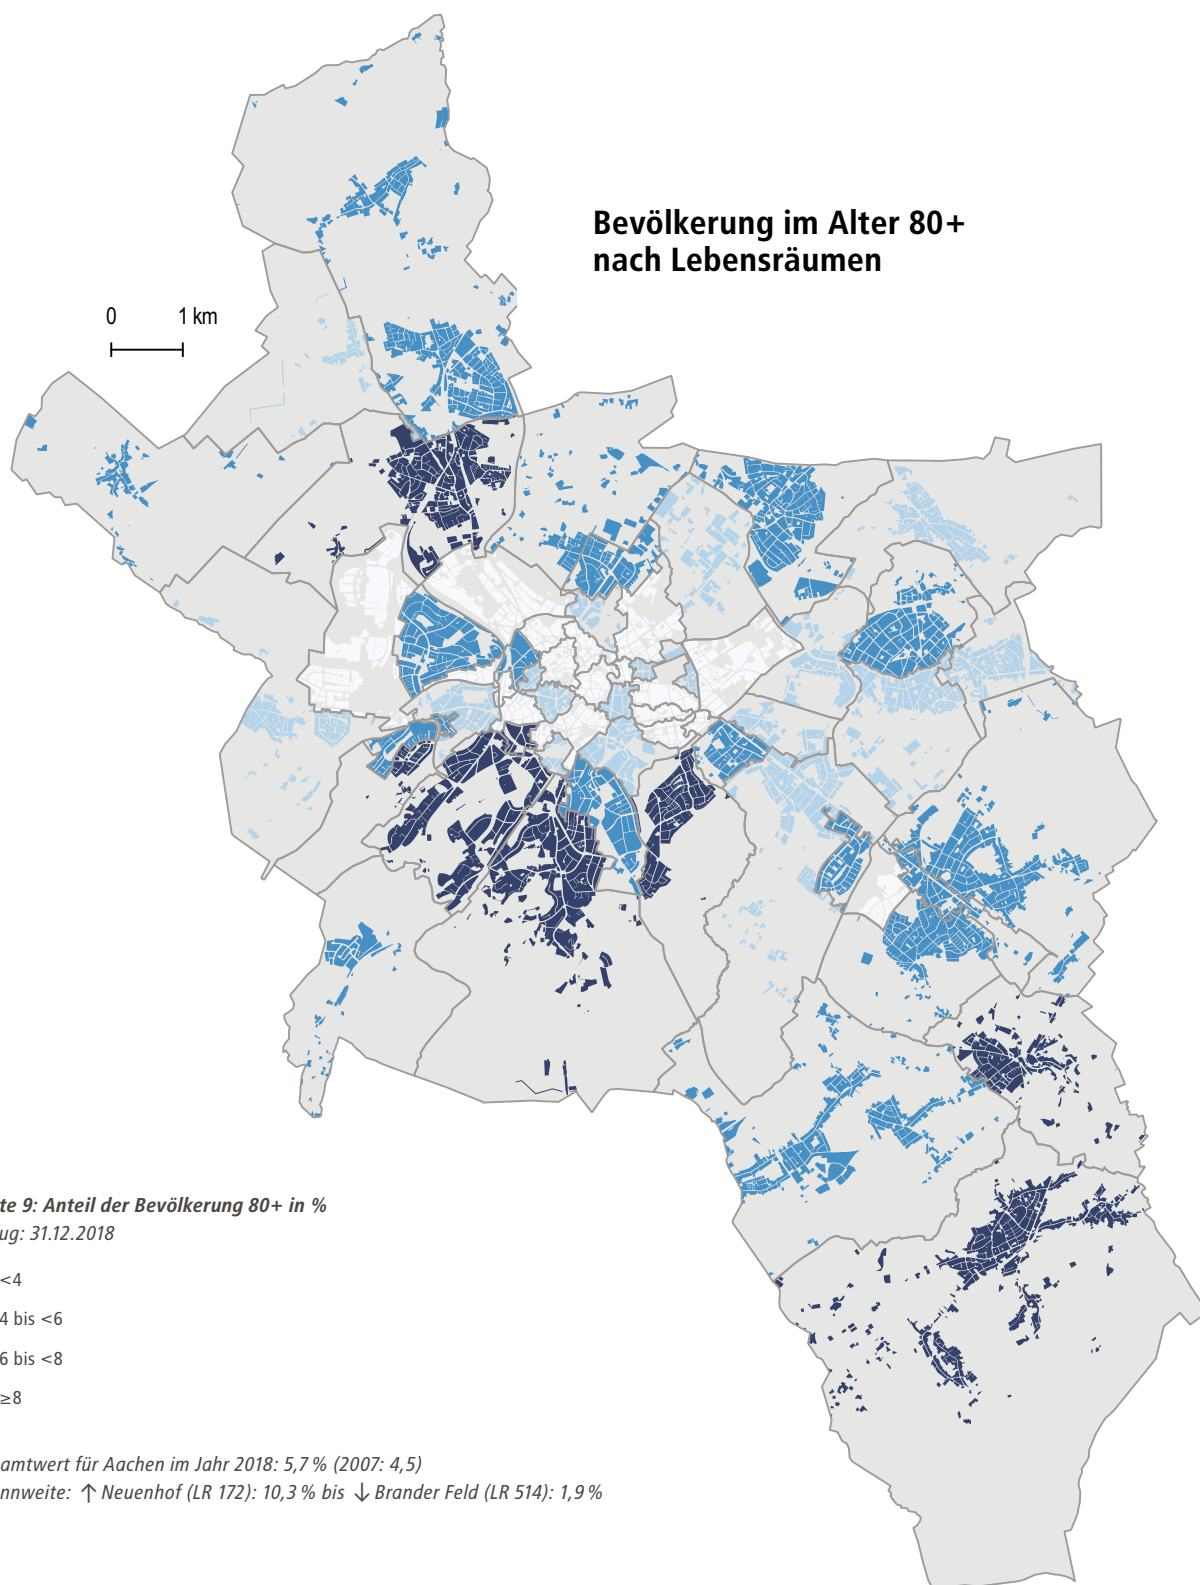 Bevölkerung im Alter 80+
nach Lebensräumen
0 1 km
te 9: Anteil der Bevölkerung 80+ in %
ug: 31.12.2018
<4
4 bis <6
6 bis <8
≥8
amtwert für Aachen im Jahr 2018: 5,7 % (2007: 4,5)
nnweite: ↑ Neuenhof (LR 172): 10,3 % bis ↓ Brander Feld (LR 514): 1,9 %